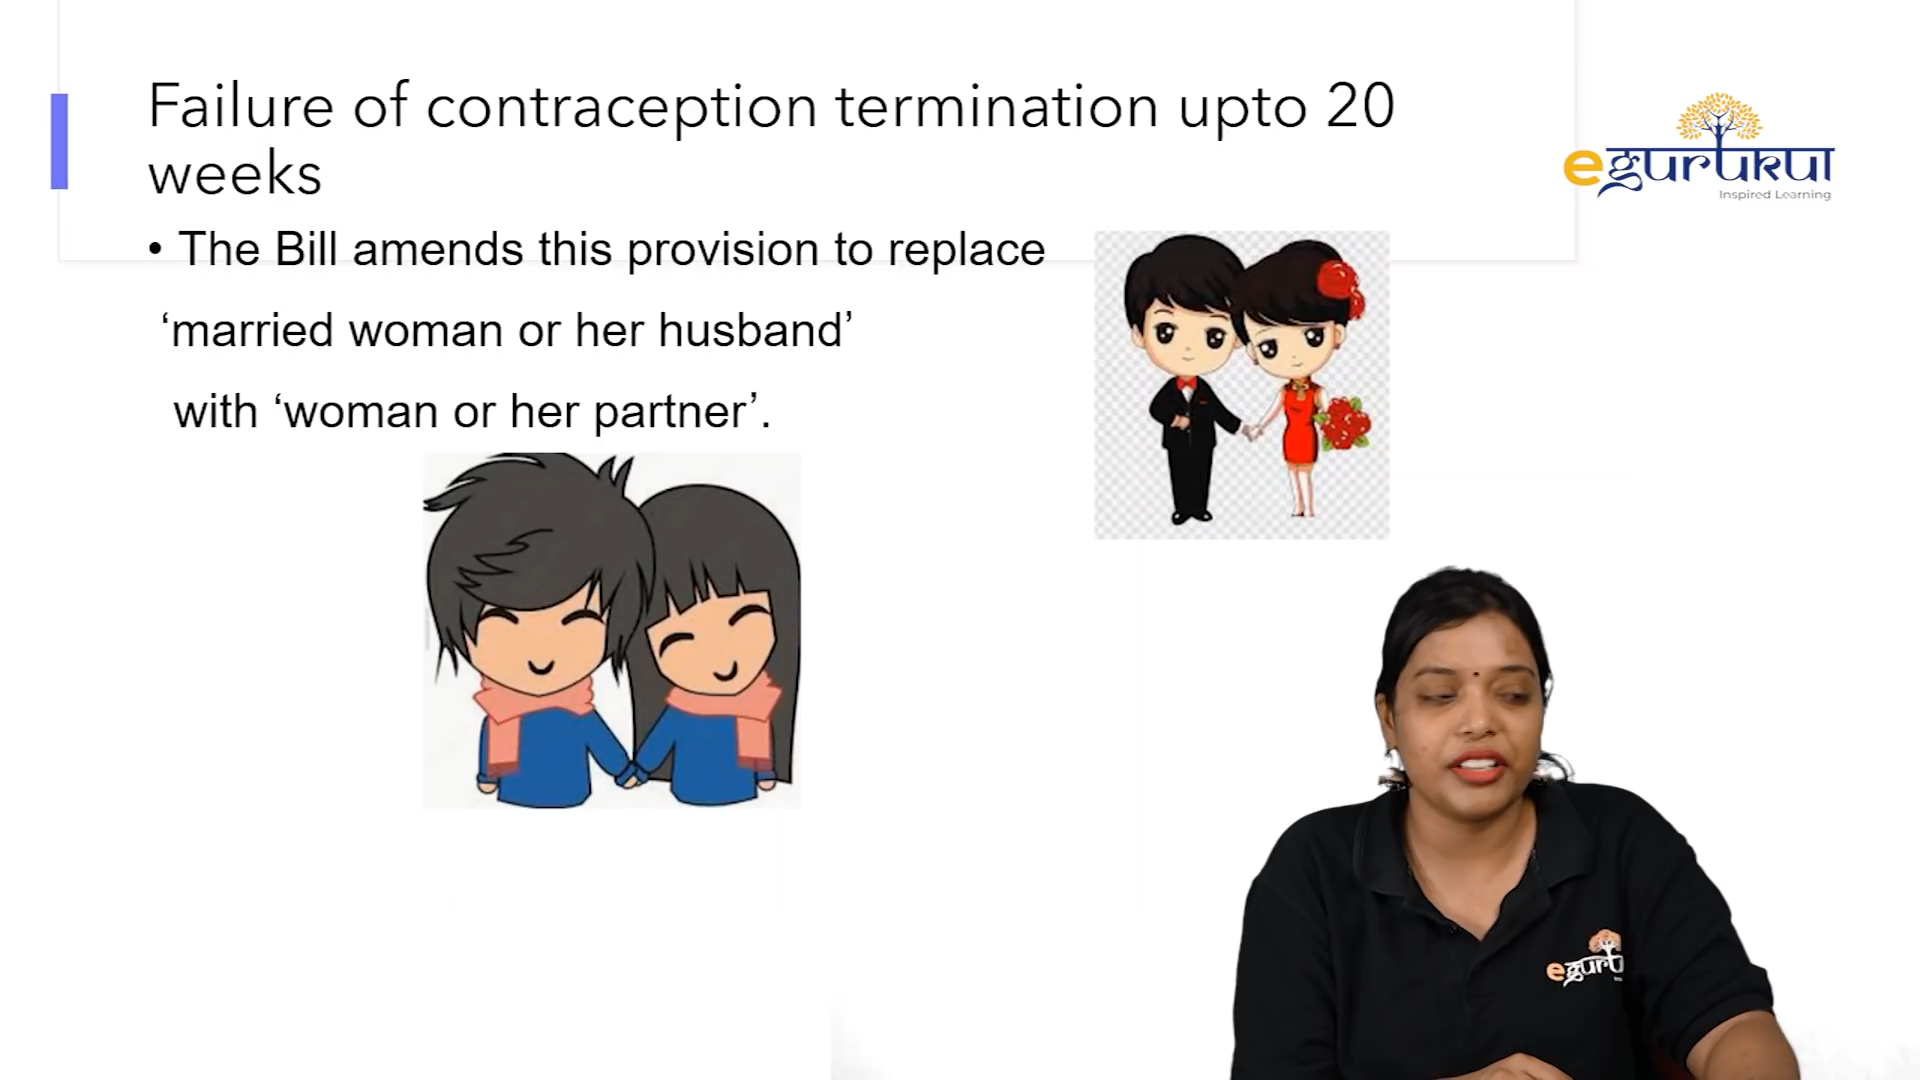 Failure of contraception termination upto 20
weeks
• The Bill amends this provision to replace
‘married woman or her husband’
with ‘woman or her partner’.
egurukul
Inspired Learning
eguru